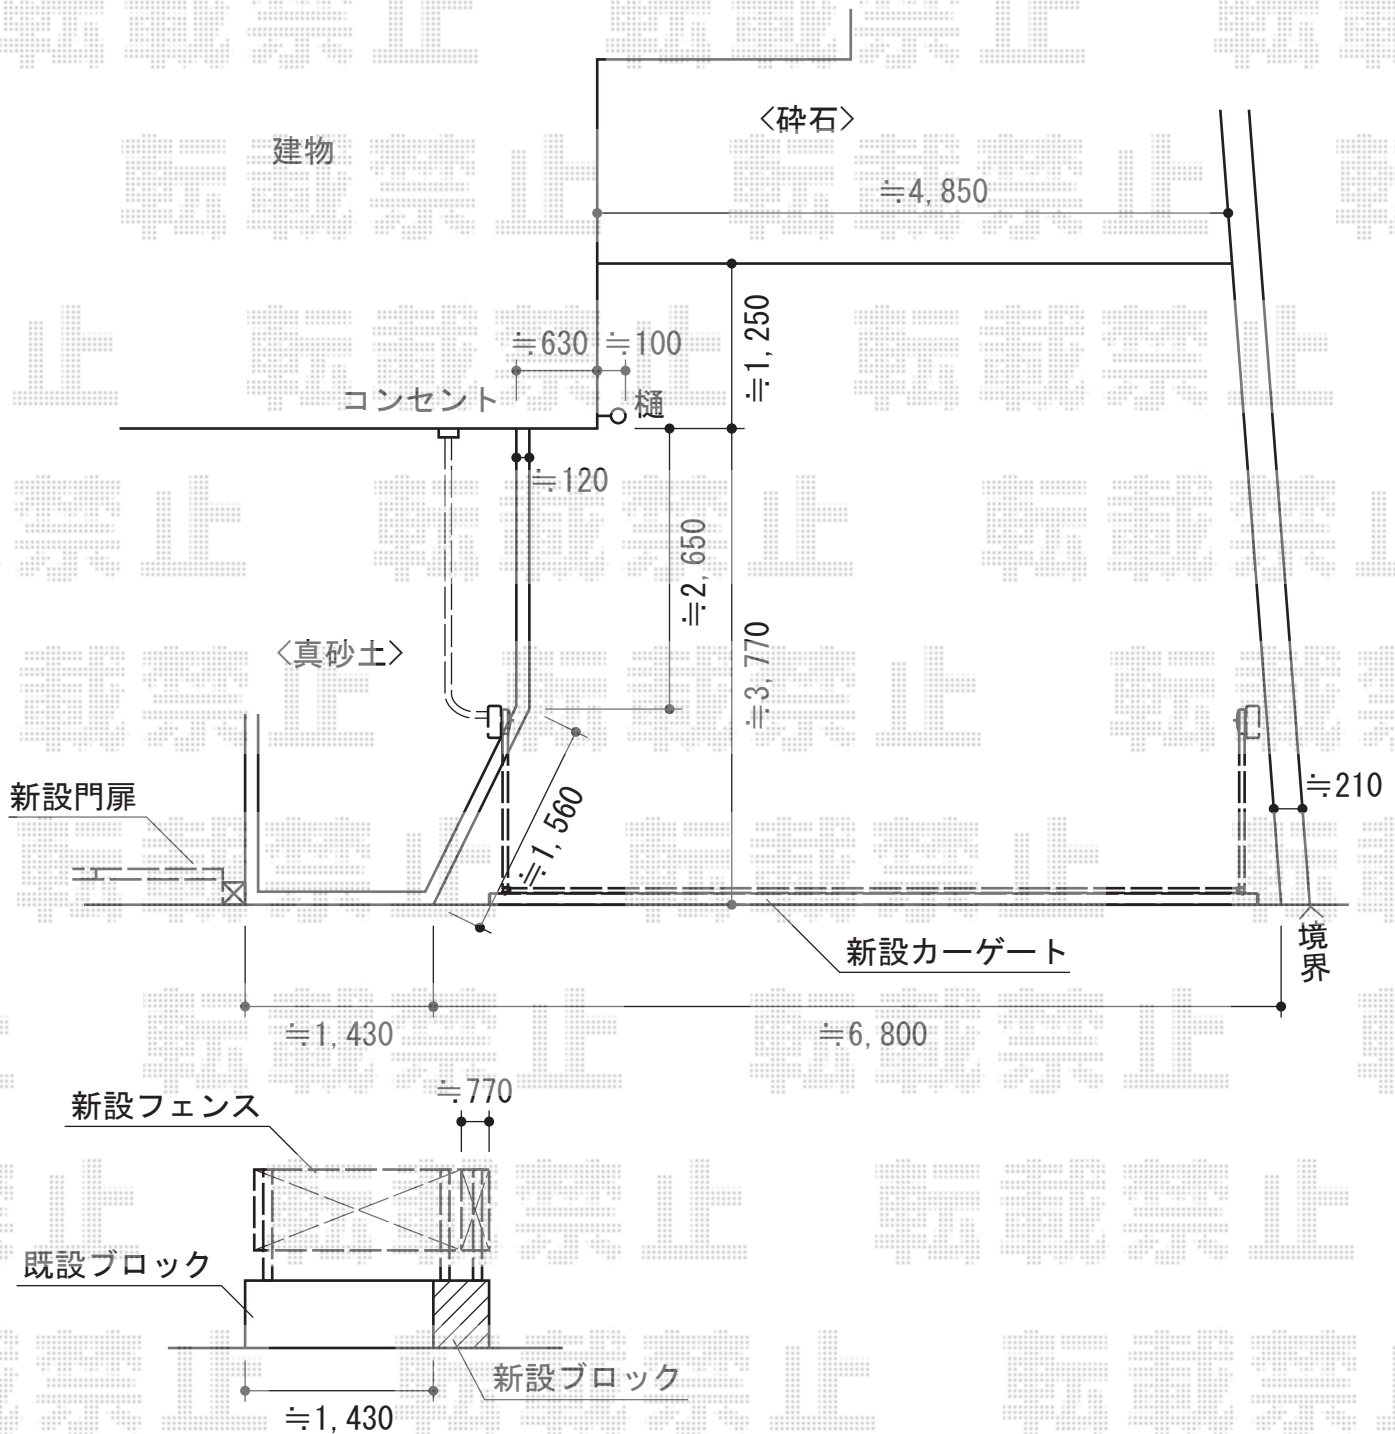 転載禁止
〈砕石〉
建物
≒4,850
≒1,250
≒630
≒100
コンセント
樋
≒120
≒2,650
≒3,770
〈真砂土〉
新設門扉
≒210
≒1,560
新設カーゲート
境界
≒1,430
≒6,800
≒770
新設フェンス
既設ブロック
新設ブロック
≒1,430